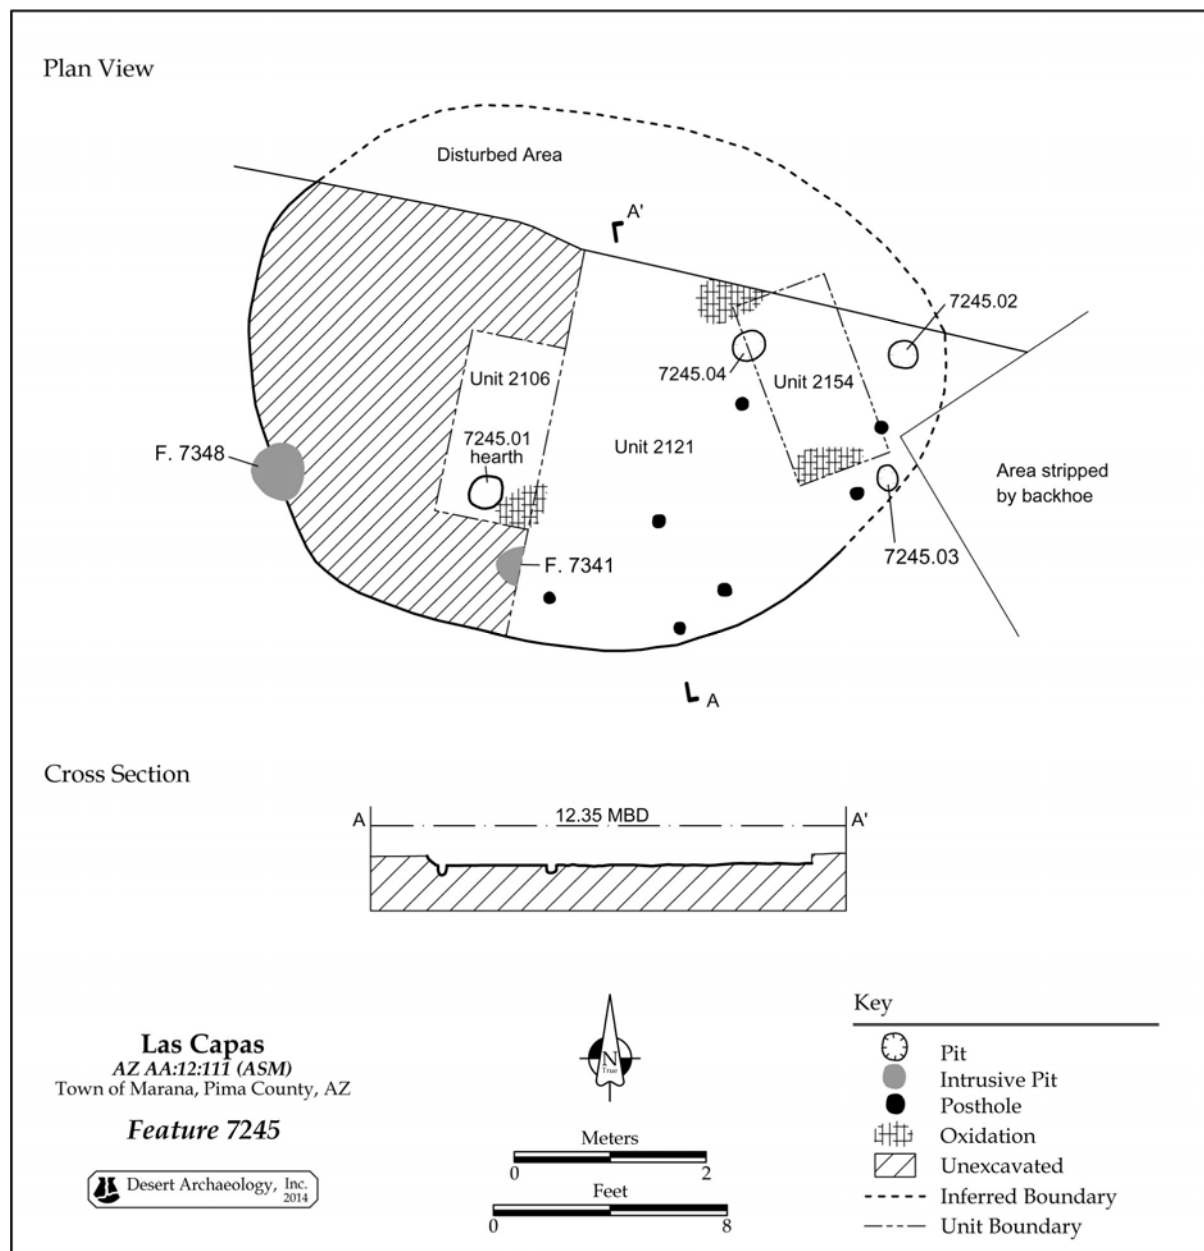 Plan View
Disturbed Area
A'
7245.02
7245.04
Unit 2106
Unit 2154
7245.01
hearth
Unit 2121
F. 7348
Area stripped
by backhoe
7245.03
F. 7341
A
Cross Section
A
12.35 MBD
A'
Las Capas
AZ AA:12:111 (ASM)
Town of Marana, Pima County, AZ
Feature 7245
Desert Archaeology, Inc.
2014
N
True
Meters
0
2
Feet
0
8
Key
Pit
Intrusive Pit
Posthole
Oxidation
Unexcavated
Inferred Boundary
Unit Boundary